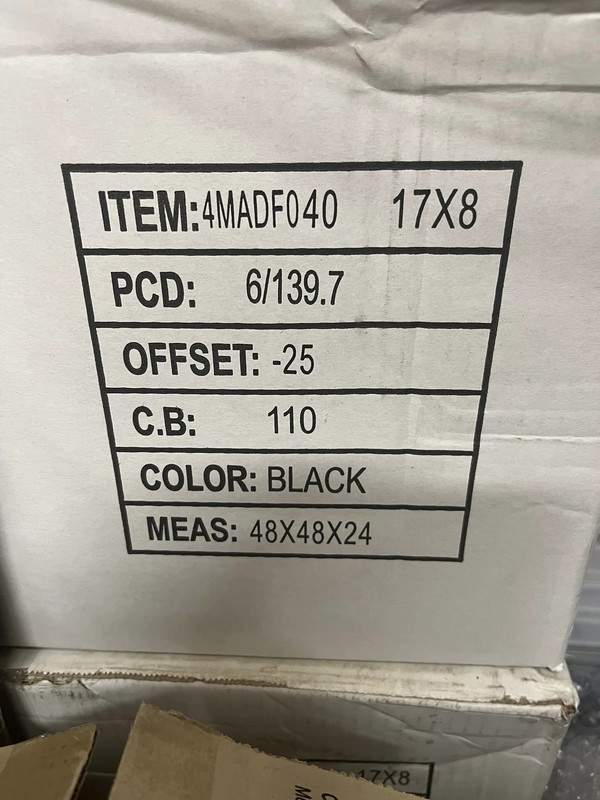 ITEM:4MADF040 17X8
PCD: 6/139.7
OFFSET: -25
C.B: 110
COLOR: BLACK
MEAS: 48X48X24
17X8